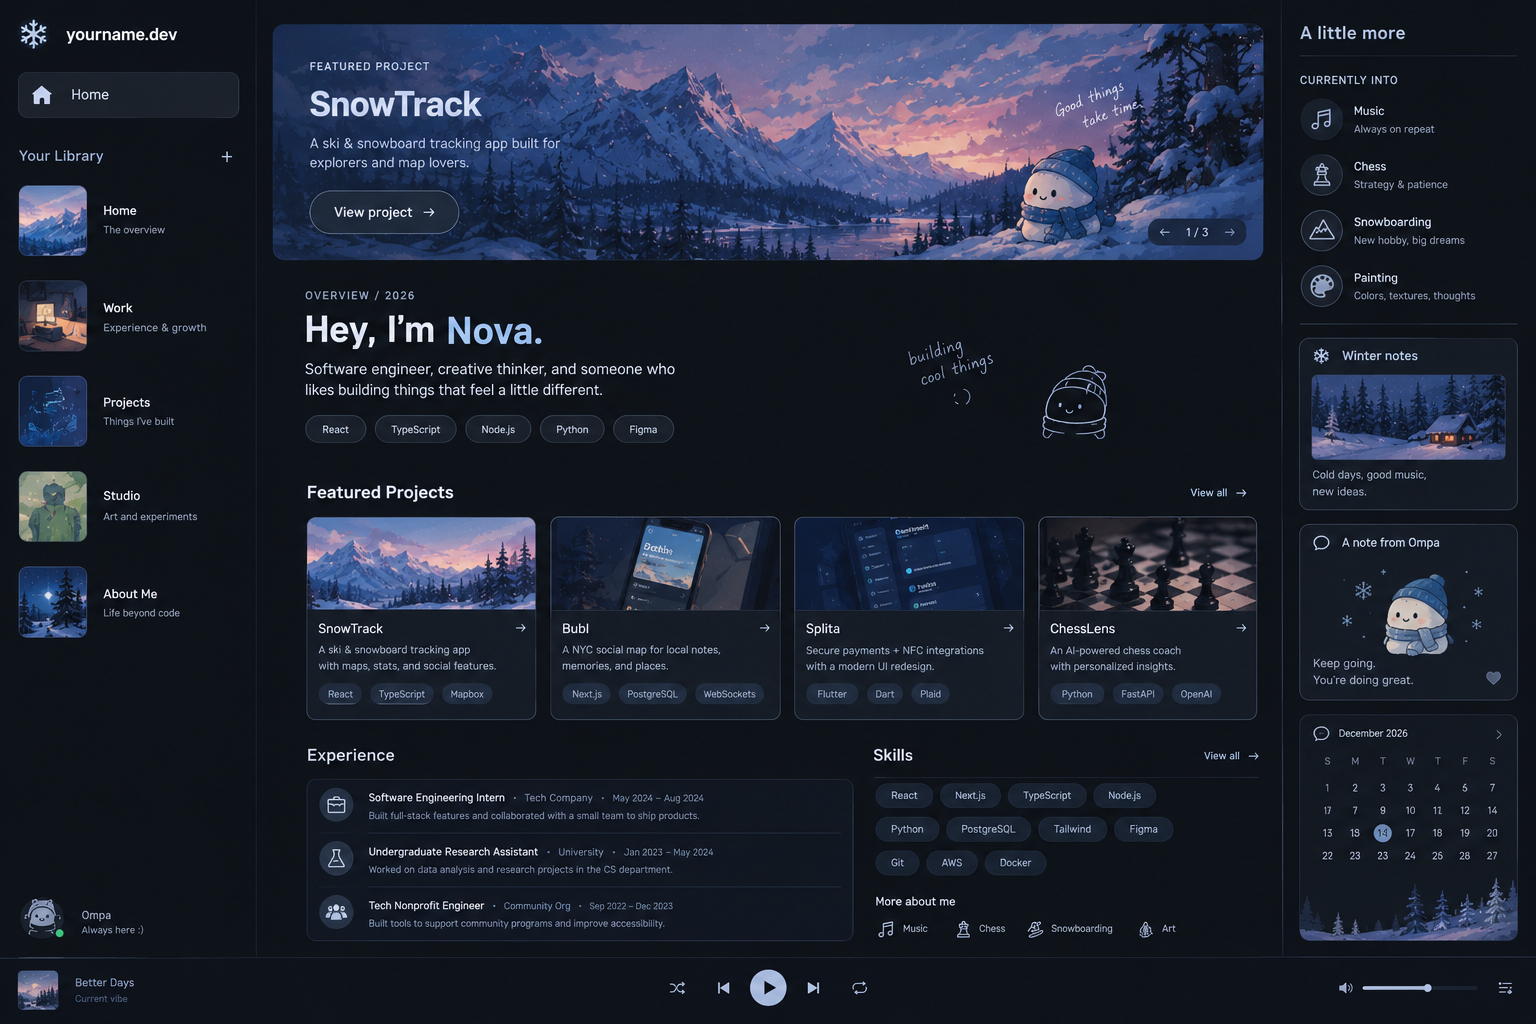 yourname.dev
Home
Your Library
Home
The overview
Work
Experience & growth
Projects
Things I've built
Studio
Art and experiments
About Me
Life beyond code
Ompa
Always here :)
FEATURED PROJECT
SnowTrack
A ski & snowboard tracking app built for
explorers and map lovers.
View project →
Good things
take time.
← 1 / 3 →
OVERVIEW / 2026
Hey, I'm Nova.
Software engineer, creative thinker, and someone who
likes building things that feel a little different.
React TypeScript Node.js Python Figma
building
cool things
:)
Featured Projects
View all →
SnowTrack →
A ski & snowboard tracking app
with maps, stats, and social features.
React TypeScript Mapbox
Bubl →
A NYC social map for local notes,
memories, and places.
Next.js PostgreSQL WebSockets
Splita →
Secure payments + NFC integrations
with a modern UI redesign.
Flutter Dart Plaid
ChessLens →
An AI-powered chess coach
with personalized insights.
Python FastAPI OpenAI
Experience
Software Engineering Intern • Tech Company • May 2024 – Aug 2024
Built full-stack features and collaborated with a small team to ship products.
Undergraduate Research Assistant • University • Jan 2023 – May 2024
Worked on data analysis and research projects in the CS department.
Tech Nonprofit Engineer • Community Org • Sep 2022 – Dec 2023
Built tools to support community programs and improve accessibility.
Skills
View all →
React Next.js TypeScript Node.js
Python PostgreSQL Tailwind Figma
Git AWS Docker
More about me
Music Chess Snowboarding Art
A little more
CURRENTLY INTO
Music
Always on repeat
Chess
Strategy & patience
Snowboarding
New hobby, big dreams
Painting
Colors, textures, thoughts
Winter notes
Cold days, good music,
new ideas.
A note from Ompa
Keep going.
You're doing great.
December 2026
S M T W T F S
1 2 3 3 4 6 7
17 7 9 10 11 12 14
13 18 14 17 18 19 20
22 23 23 24 25 28 27
Better Days
Current vibe